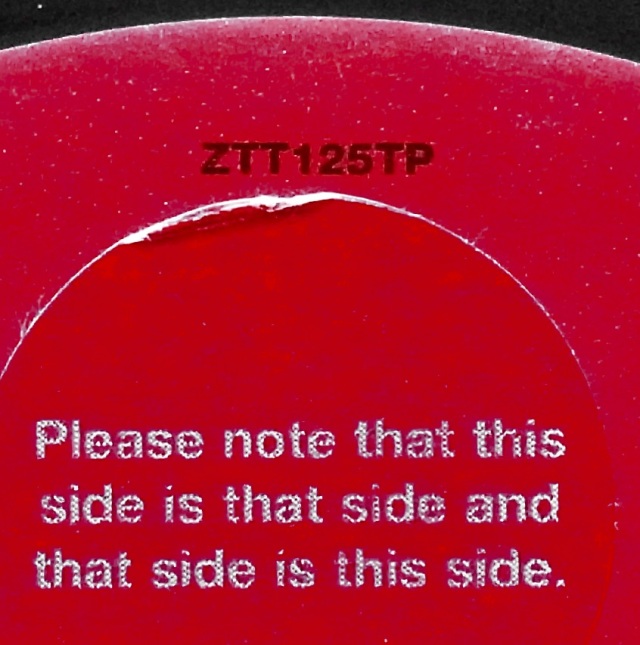 ZTT125TP
Please note that this
side is that side and
that side is this side.